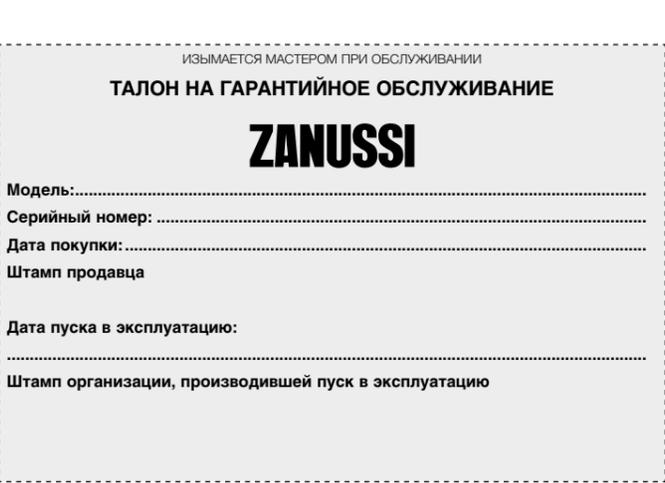 ИЗЫМАЕТСЯ МАСТЕРОМ ПРИ ОБСЛУЖИВАНИИ
ТАЛОН НА ГАРАНТИЙНОЕ ОБСЛУЖИВАНИЕ
ZANUSSI
Модель:
Серийный номер:
Дата покупки:
Штамп продавца
Дата пуска в эксплуатацию:
Штамп организации, производившей пуск в эксплуатацию